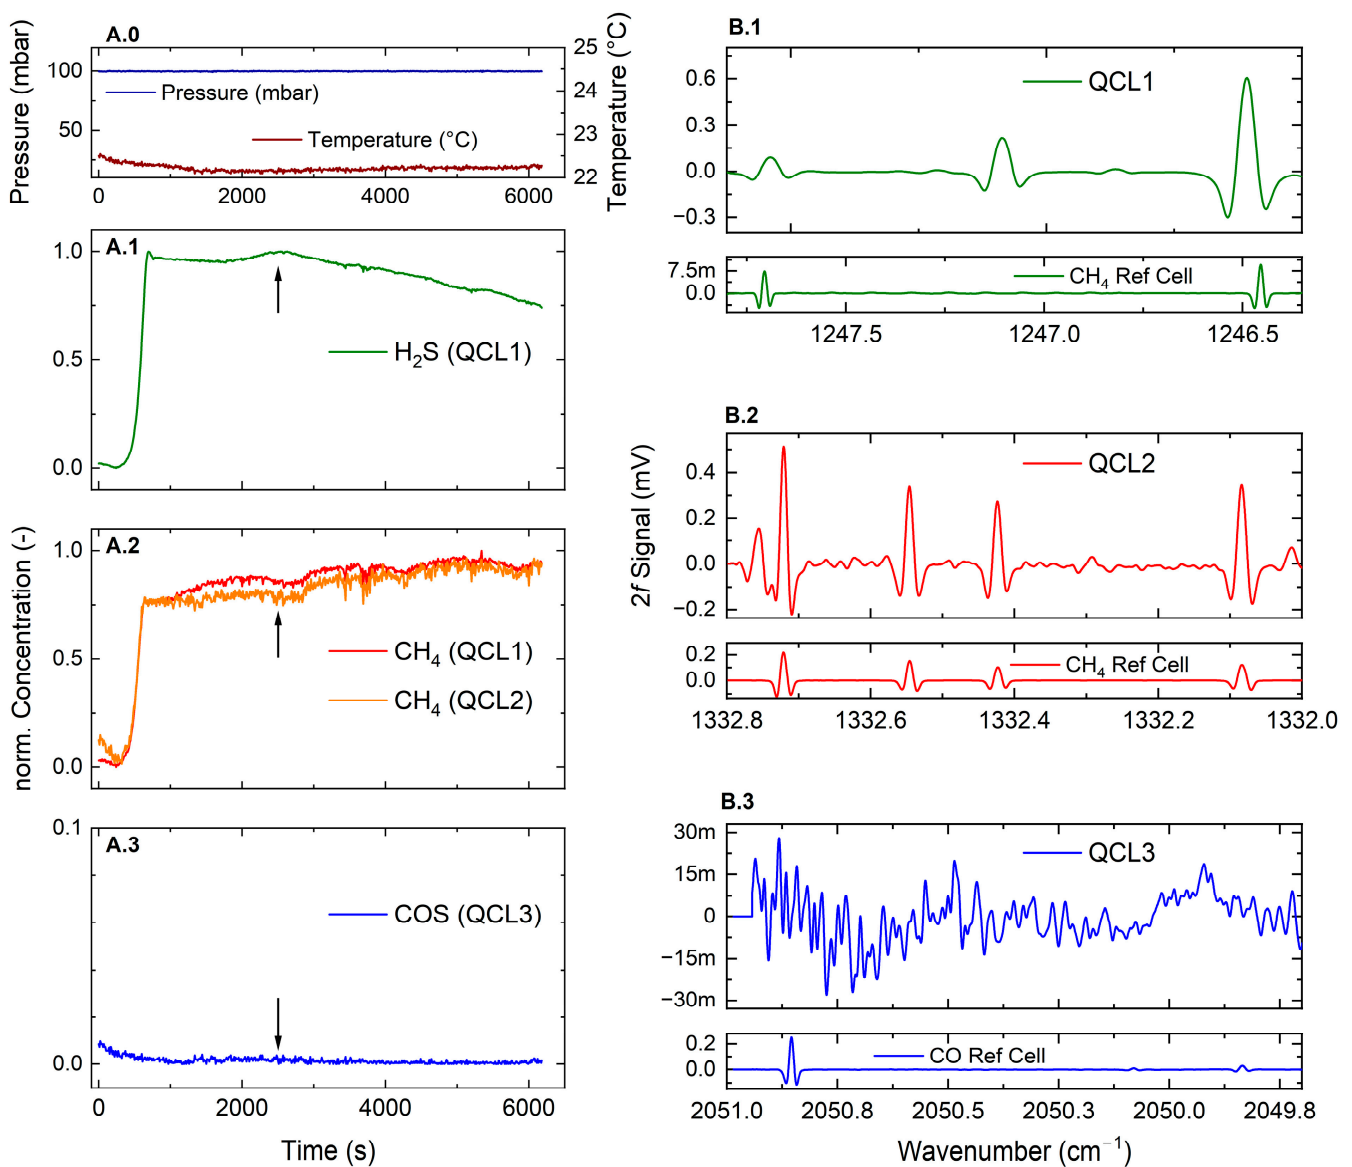 A.0
Pressure (mbar)
100
50
Pressure (mbar)
Temperature (°C)
25
24
23
22
Temperature (°C)
0
2000
4000
6000
A.1
1.0
0.5
0.0
H₂S (QCL1)
A.2
1.0
0.5
0.0
CH₄ (QCL1)
CH₄ (QCL2)
norm. Concentration (-)
A.3
0.1
0.0
COS (QCL3)
0
2000
4000
6000
Time (s)
B.1
0.6
0.0
−0.3
QCL1
7.5m
0.0
CH₄ Ref Cell
1247.5
1247.0
1246.5
B.2
2f Signal (mV)
0.4
0.0
−0.2
QCL2
0.2
0.0
CH₄ Ref Cell
1332.8
1332.6
1332.4
1332.2
1332.0
B.3
30m
15m
0
−15m
−30m
QCL3
0.2
0.0
CO Ref Cell
2051.0
2050.8
2050.5
2050.3
2050.0
2049.8
Wavenumber (cm⁻¹)